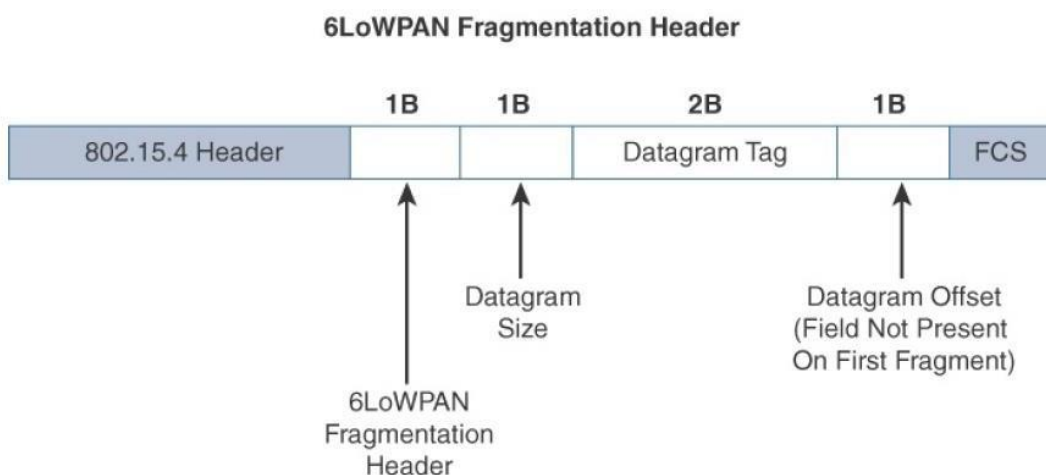 6LoWPAN Fragmentation Header
1B 1B 2B 1B
802.15.4 Header Datagram Tag FCS
Datagram
Size
Datagram Offset
(Field Not Present
On First Fragment)
6LoWPAN
Fragmentation
Header